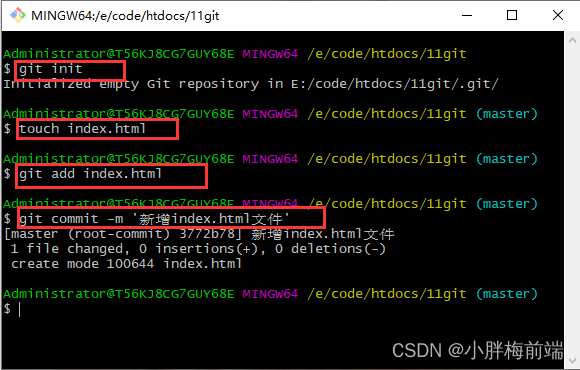 MINGW64:/e/code/htdocs/11git
Administrator@T56KJ8CG7GUY68E MINGW64 /e/code/htdocs/11git
$ git init
Initialized empty Git repository in E:/code/htdocs/11git/.git/
Administrator@T56KJ8CG7GUY68E MINGW64 /e/code/htdocs/11git (master)
$ touch index.html
Administrator@T56KJ8CG7GUY68E MINGW64 /e/code/htdocs/11git (master)
$ git add index.html
Administrator@T56KJ8CG7GUY68E MINGW64 /e/code/htdocs/11git (master)
$ git commit -m '新增index.html文件'
[master (root-commit) 3772b78] 新增index.html文件
1 file changed, 0 insertions(+), 0 deletions(-)
create mode 100644 index.html
Administrator@T56KJ8CG7GUY68E MINGW64 /e/code/htdocs/11git (master)
$
CSDN @小胖梅前端